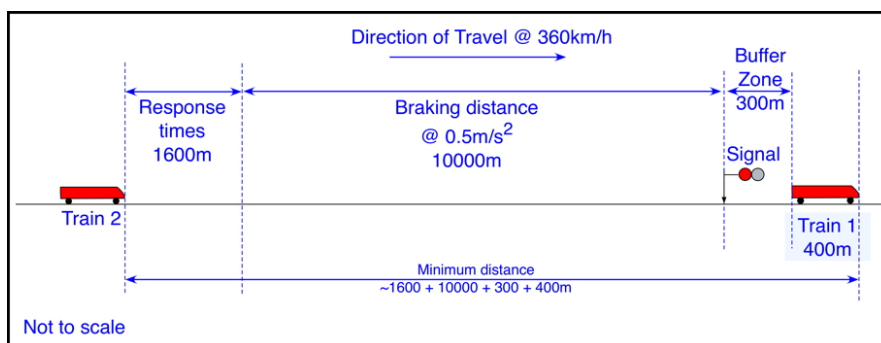 Direction of Travel @ 360km/h
Buffer
Zone
300m
Response
times
1600m
Braking distance
@ 0.5m/s²
10000m
Signal
Train 2
Train 1
400m
Minimum distance
~1600 + 10000 + 300 + 400m
Not to scale